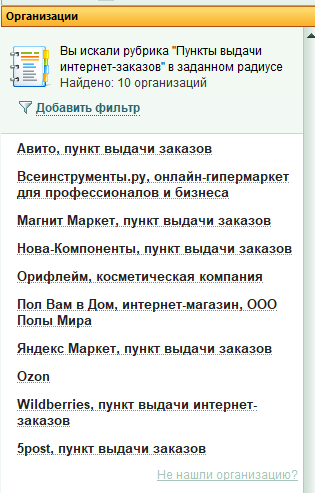 Организации
Вы искали рубрика "Пункты выдачи
интернет-заказов" в заданном радиусе
Найдено: 10 организаций
Добавить фильтр
Авито, пункт выдачи заказов
Всеинструменты.ру, онлайн-гипермаркет
для профессионалов и бизнеса
Магнит Маркет, пункт выдачи заказов
Нова-Компоненты, пункт выдачи заказов
Орифлейм, косметическая компания
Пол Вам в Дом, интернет-магазин, ООО
Полы Мира
Яндекс Маркет, пункт выдачи заказов
Ozon
Wildberries, пункт выдачи интернет-
заказов
5post, пункт выдачи заказов
Не нашли организацию?